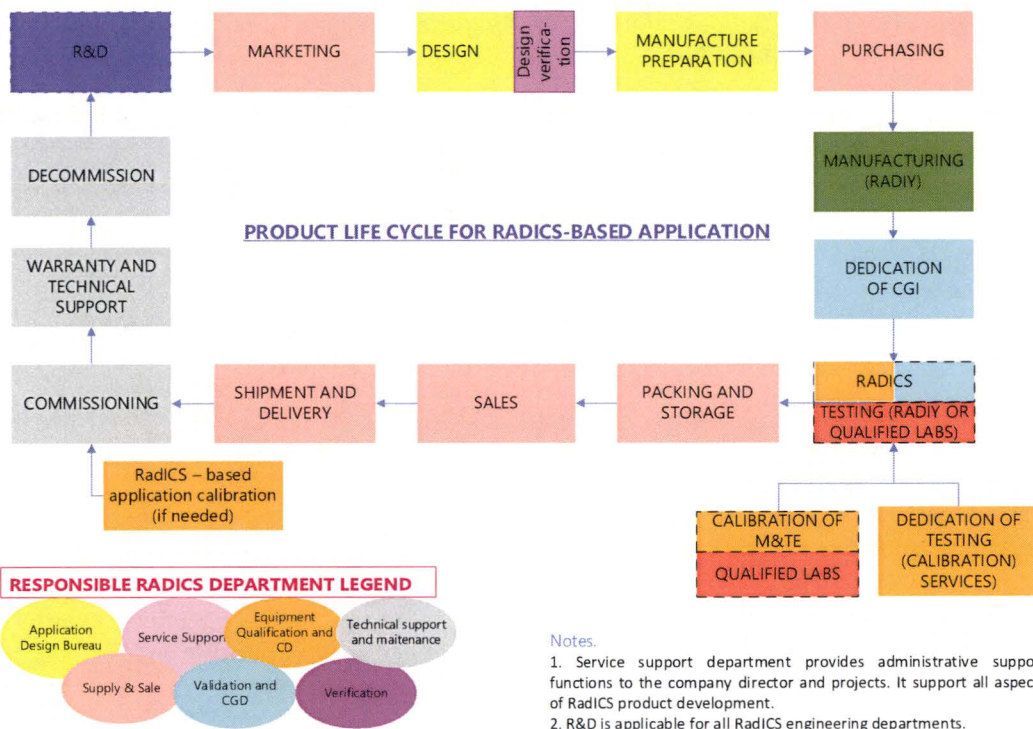 R&D
MARKETING
DESIGN
Design
verifica-
tion
MANUFACTURE
PREPARATION
PURCHASING
DECOMMISSION
MANUFACTURING
(RADIY)
PRODUCT LIFE CYCLE FOR RADICS-BASED APPLICATION
WARRANTY AND
TECHNICAL
SUPPORT
DEDICATION
OF CGI
COMMISSIONING
SHIPMENT AND
DELIVERY
SALES
PACKING AND
STORAGE
RADICS
TESTING (RADIY OR
QUALIFIED LABS)
RadICS – based
application calibration
(if needed)
CALIBRATION OF
M&TE
QUALIFIED LABS
DEDICATION OF
TESTING
(CALIBRATION)
SERVICES)
RESPONSIBLE RADICS DEPARTMENT LEGEND
Application
Design Bureau
Service Support
Equipment
Qualification and
CD
Technical support
and maitenance
Supply & Sale
Validation and
CGD
Verification
Notes.
1. Service support department provides administrative suppo
functions to the company director and projects. It support all aspec
of RadICS product development.
2. R&D is applicable for all RadICS engineering departments.